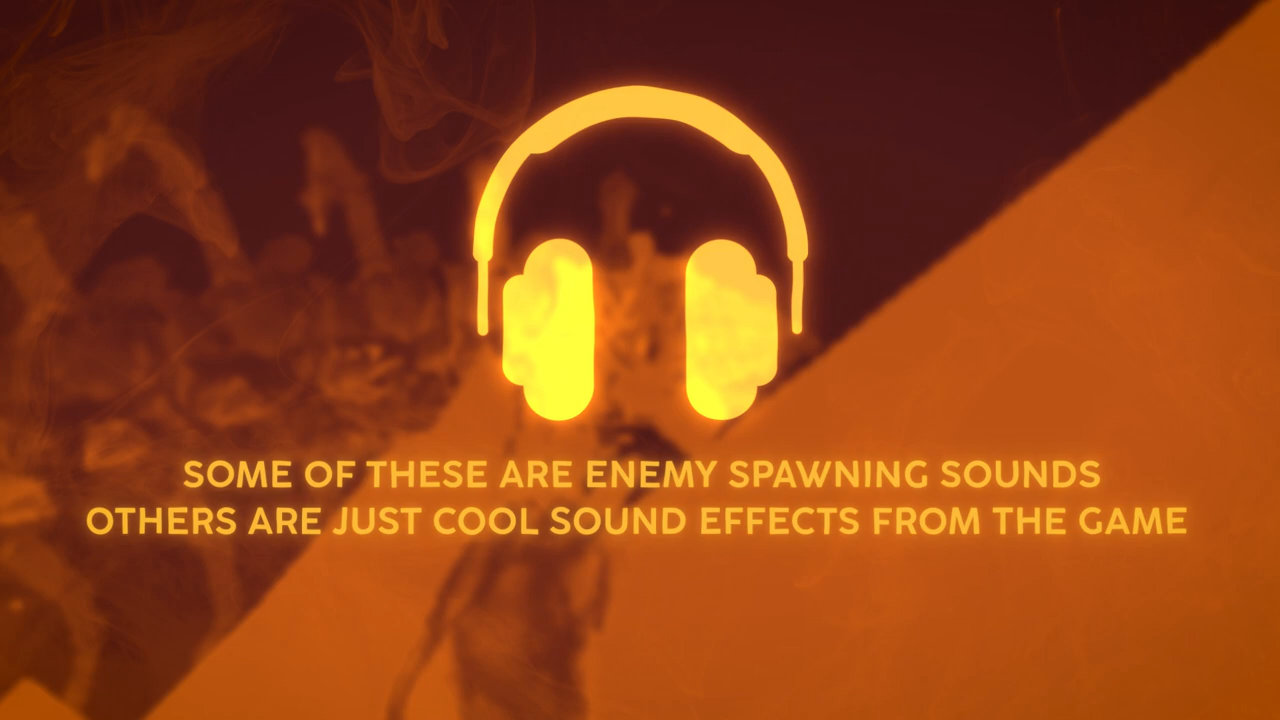 SOME OF THESE ARE ENEMY SPAWNING SOUNDS
OTHERS ARE JUST COOL SOUND EFFECTS FROM THE GAME